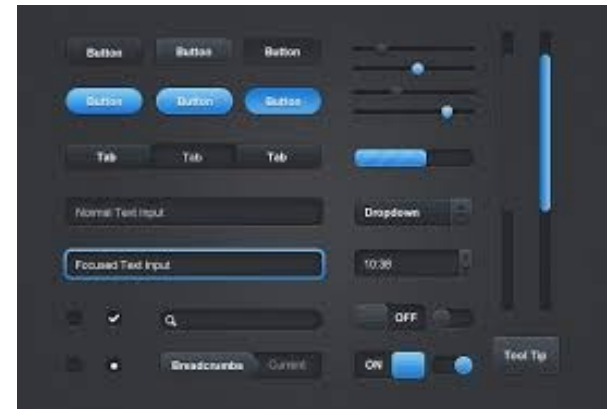 Button Button Button
Button Button Button
Tab Tab Tab
Normal Text Input
Dropdown
Focused Text Input
10:38
OFF
Breadcrumbs Current
ON
Tool Tip